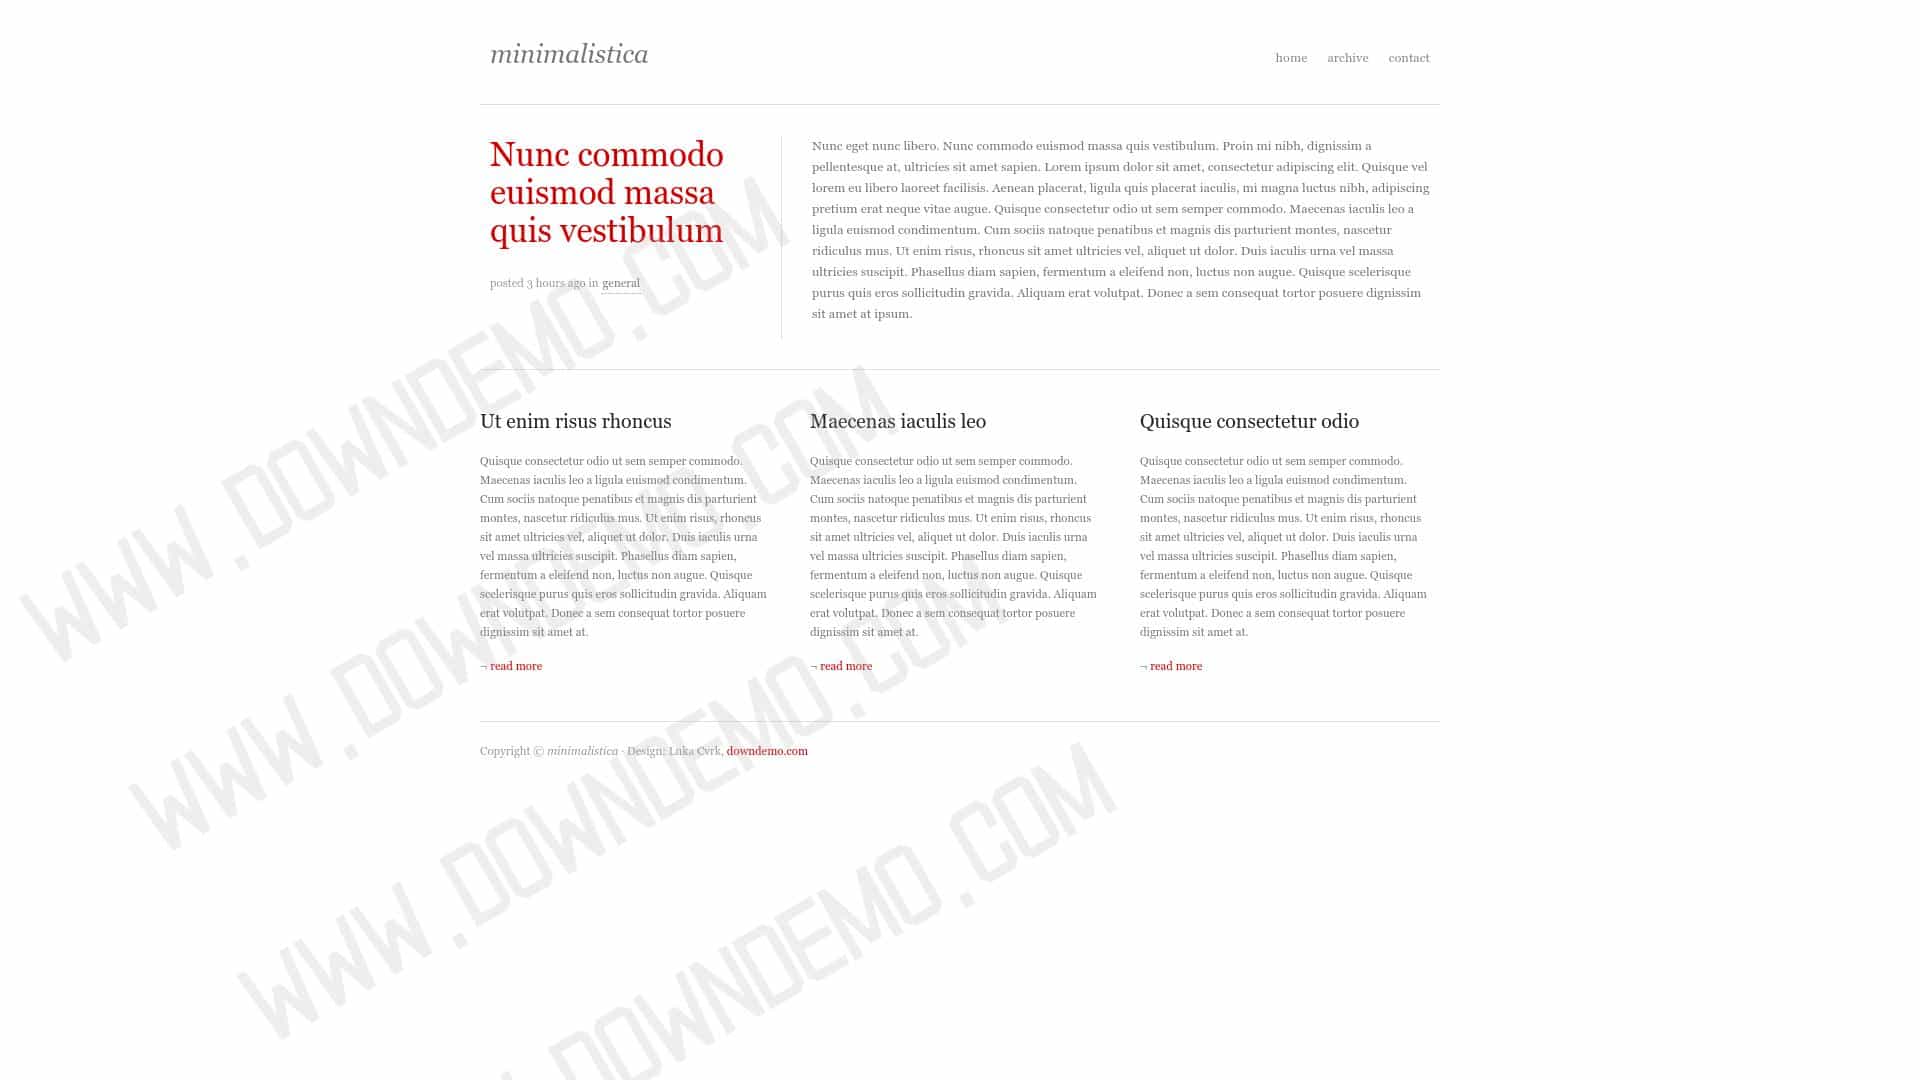 minimalistica
home archive contact
Nunc commodo
euismod massa
quis vestibulum
posted 3 hours ago in general
Nunc eget nunc libero. Nunc commodo euismod massa quis vestibulum. Proin mi nibh, dignissim a
pellentesque at, ultricies sit amet sapien. Lorem ipsum dolor sit amet, consectetur adipiscing elit. Quisque vel
lorem eu libero laoreet facilisis. Aenean placerat, ligula quis placerat iaculis, mi magna luctus nibh, adipiscing
pretium erat neque vitae augue. Quisque consectetur odio ut sem semper commodo. Maecenas iaculis leo a
ligula euismod condimentum. Cum sociis natoque penatibus et magnis dis parturient montes, nascetur
ridiculus mus. Ut enim risus, rhoncus sit amet ultricies vel, aliquet ut dolor. Duis iaculis urna vel massa
ultricies suscipit. Phasellus diam sapien, fermentum a eleifend non, luctus non augue. Quisque scelerisque
purus quis eros sollicitudin gravida. Aliquam erat volutpat. Donec a sem consequat tortor posuere dignissim
sit amet at ipsum.
Ut enim risus rhoncus
Quisque consectetur odio ut sem semper commodo.
Maecenas iaculis leo a ligula euismod condimentum.
Cum sociis natoque penatibus et magnis dis parturient
montes, nascetur ridiculus mus. Ut enim risus, rhoncus
sit amet ultricies vel, aliquet ut dolor. Duis iaculis urna
vel massa ultricies suscipit. Phasellus diam sapien,
fermentum a eleifend non, luctus non augue. Quisque
scelerisque purus quis eros sollicitudin gravida. Aliquam
erat volutpat. Donec a sem consequat tortor posuere
dignissim sit amet at.
¬ read more
Maecenas iaculis leo
Quisque consectetur odio ut sem semper commodo.
Maecenas iaculis leo a ligula euismod condimentum.
Cum sociis natoque penatibus et magnis dis parturient
montes, nascetur ridiculus mus. Ut enim risus, rhoncus
sit amet ultricies vel, aliquet ut dolor. Duis iaculis urna
vel massa ultricies suscipit. Phasellus diam sapien,
fermentum a eleifend non, luctus non augue. Quisque
scelerisque purus quis eros sollicitudin gravida. Aliquam
erat volutpat. Donec a sem consequat tortor posuere
dignissim sit amet at.
¬ read more
Quisque consectetur odio
Quisque consectetur odio ut sem semper commodo.
Maecenas iaculis leo a ligula euismod condimentum.
Cum sociis natoque penatibus et magnis dis parturient
montes, nascetur ridiculus mus. Ut enim risus, rhoncus
sit amet ultricies vel, aliquet ut dolor. Duis iaculis urna
vel massa ultricies suscipit. Phasellus diam sapien,
fermentum a eleifend non, luctus non augue. Quisque
scelerisque purus quis eros sollicitudin gravida. Aliquam
erat volutpat. Donec a sem consequat tortor posuere
dignissim sit amet at.
¬ read more
Copyright © minimalistica · Design: Luka Cvrk, downdemo.com
WWW.DOWNDEMO.COM
WWW.DOWNDEMO.COM
WWW.DOWNDEMO.COM
DOWNDEMO.COM